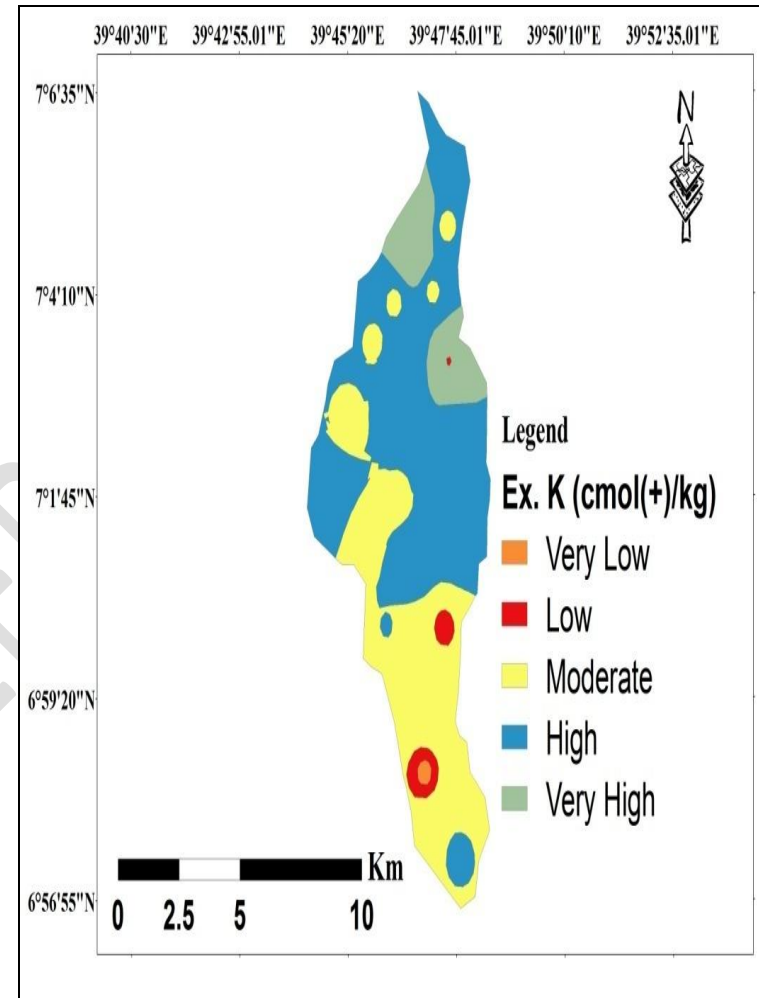 39°40'30"E 39°42'55.01"E 39°45'20"E 39°47'45.01"E 39°50'10"E 39°52'35.01"E
7°6'35"N
N
7°4'10"N
Legend
7°1'45"N
Ex. K (cmol(+)/kg)
Very Low
Low
Moderate
6°59'20"N
High
Very High
Km
6°56'55"N
0 2.5 5 10